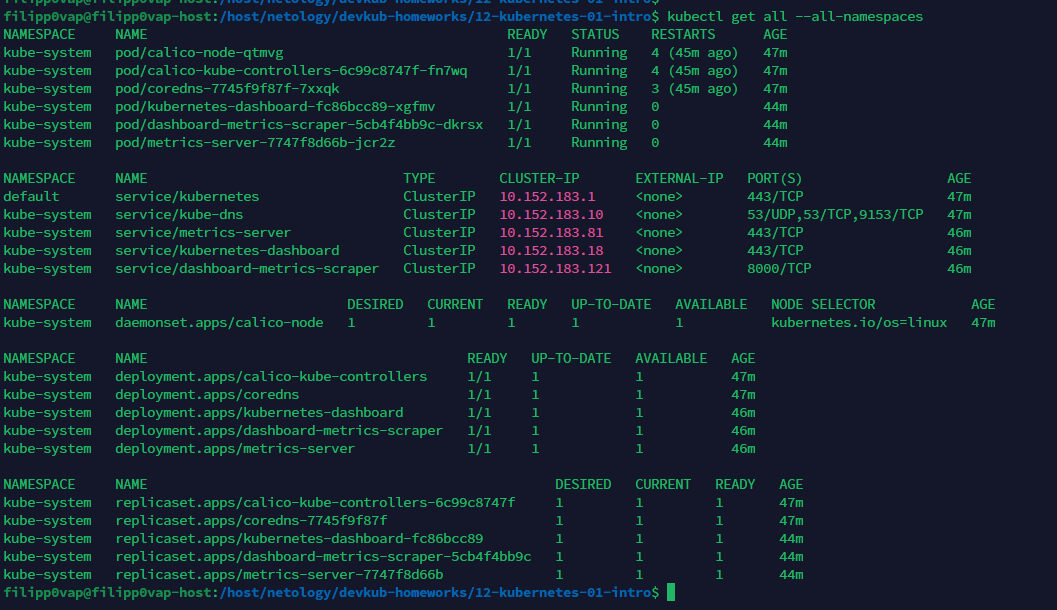 filipp0vap@filipp0vap-host:/host/netology/devkub-homeworks/12-kubernetes-01-intro$
filipp0vap@filipp0vap-host:/host/netology/devkub-homeworks/12-kubernetes-01-intro$ kubectl get all --all-namespaces
NAMESPACE NAME READY STATUS RESTARTS AGE
kube-system pod/calico-node-qtmvg 1/1 Running 4 (45m ago) 47m
kube-system pod/calico-kube-controllers-6c99c8747f-fn7wq 1/1 Running 4 (45m ago) 47m
kube-system pod/coredns-7745f9f87f-7xxqk 1/1 Running 3 (45m ago) 47m
kube-system pod/kubernetes-dashboard-fc86bcc89-xgfmv 1/1 Running 0 44m
kube-system pod/dashboard-metrics-scraper-5cb4f4bb9c-dkrsx 1/1 Running 0 44m
kube-system pod/metrics-server-7747f8d66b-jcr2z 1/1 Running 0 44m
NAMESPACE NAME TYPE CLUSTER-IP EXTERNAL-IP PORT(S) AGE
default service/kubernetes ClusterIP 10.152.183.1 <none> 443/TCP 47m
kube-system service/kube-dns ClusterIP 10.152.183.10 <none> 53/UDP,53/TCP,9153/TCP 47m
kube-system service/metrics-server ClusterIP 10.152.183.81 <none> 443/TCP 46m
kube-system service/kubernetes-dashboard ClusterIP 10.152.183.18 <none> 443/TCP 46m
kube-system service/dashboard-metrics-scraper ClusterIP 10.152.183.121 <none> 8000/TCP 46m
NAMESPACE NAME DESIRED CURRENT READY UP-TO-DATE AVAILABLE NODE SELECTOR AGE
kube-system daemonset.apps/calico-node 1 1 1 1 1 kubernetes.io/os=linux 47m
NAMESPACE NAME READY UP-TO-DATE AVAILABLE AGE
kube-system deployment.apps/calico-kube-controllers 1/1 1 1 47m
kube-system deployment.apps/coredns 1/1 1 1 47m
kube-system deployment.apps/kubernetes-dashboard 1/1 1 1 46m
kube-system deployment.apps/dashboard-metrics-scraper 1/1 1 1 46m
kube-system deployment.apps/metrics-server 1/1 1 1 46m
NAMESPACE NAME DESIRED CURRENT READY AGE
kube-system replicaset.apps/calico-kube-controllers-6c99c8747f 1 1 1 47m
kube-system replicaset.apps/coredns-7745f9f87f 1 1 1 47m
kube-system replicaset.apps/kubernetes-dashboard-fc86bcc89 1 1 1 44m
kube-system replicaset.apps/dashboard-metrics-scraper-5cb4f4bb9c 1 1 1 44m
kube-system replicaset.apps/metrics-server-7747f8d66b 1 1 1 44m
filipp0vap@filipp0vap-host:/host/netology/devkub-homeworks/12-kubernetes-01-intro$